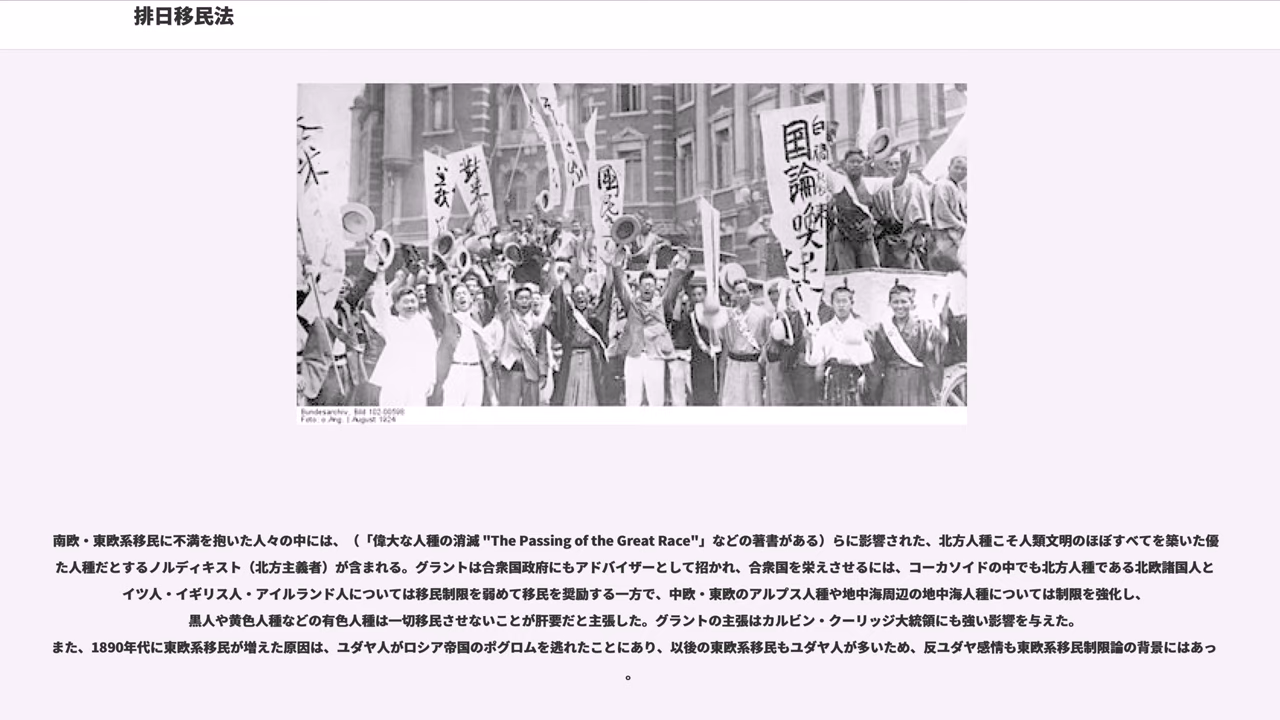 排日移民法
国論喚起
國民
Bundesarchiv, Bild 102-00598
Foto: o.Ang. | August 1924
南欧・東欧系移民に不満を抱いた人々の中には、（「偉大な人種の消滅 "The Passing of the Great Race"」などの著書がある）らに影響された、北方人種こそ人類文明のほぼすべてを築いた優
た人種だとするノルディキスト（北方主義者）が含まれる。グラントは合衆国政府にもアドバイザーとして招かれ、合衆国を栄えさせるには、コーカソイドの中でも北方人種である北欧諸国人と
イツ人・イギリス人・アイルランド人については移民制限を弱めて移民を奨励する一方で、中欧・東欧のアルプス人種や地中海周辺の地中海人種については制限を強化し、
黒人や黄色人種などの有色人種は一切移民させないことが肝要だと主張した。グラントの主張はカルビン・クーリッジ大統領にも強い影響を与えた。
また、1890年代に東欧系移民が増えた原因は、ユダヤ人がロシア帝国のポグロムを逃れたことにあり、以後の東欧系移民もユダヤ人が多いため、反ユダヤ感情も東欧系移民制限論の背景にはあっ
。